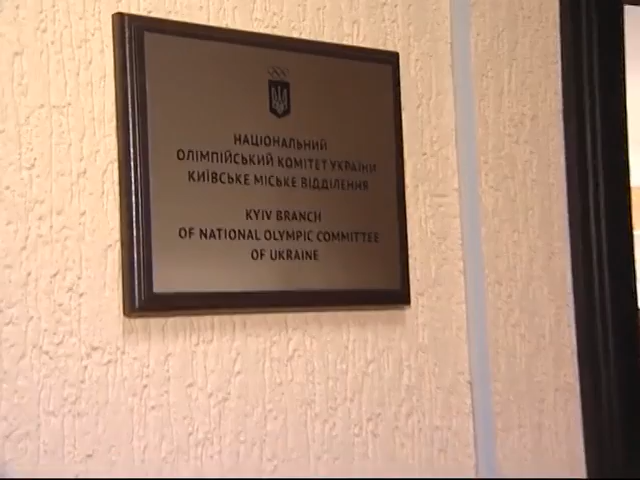 НАЦІОНАЛЬНИЙ
ОЛІМПІЙСЬКИЙ КОМІТЕТ УКРАЇНИ
КИЇВСЬКЕ МІСЬКЕ ВІДДІЛЕННЯ
KYIV BRANCH
OF NATIONAL OLYMPIC COMMITTEE
OF UKRAINE